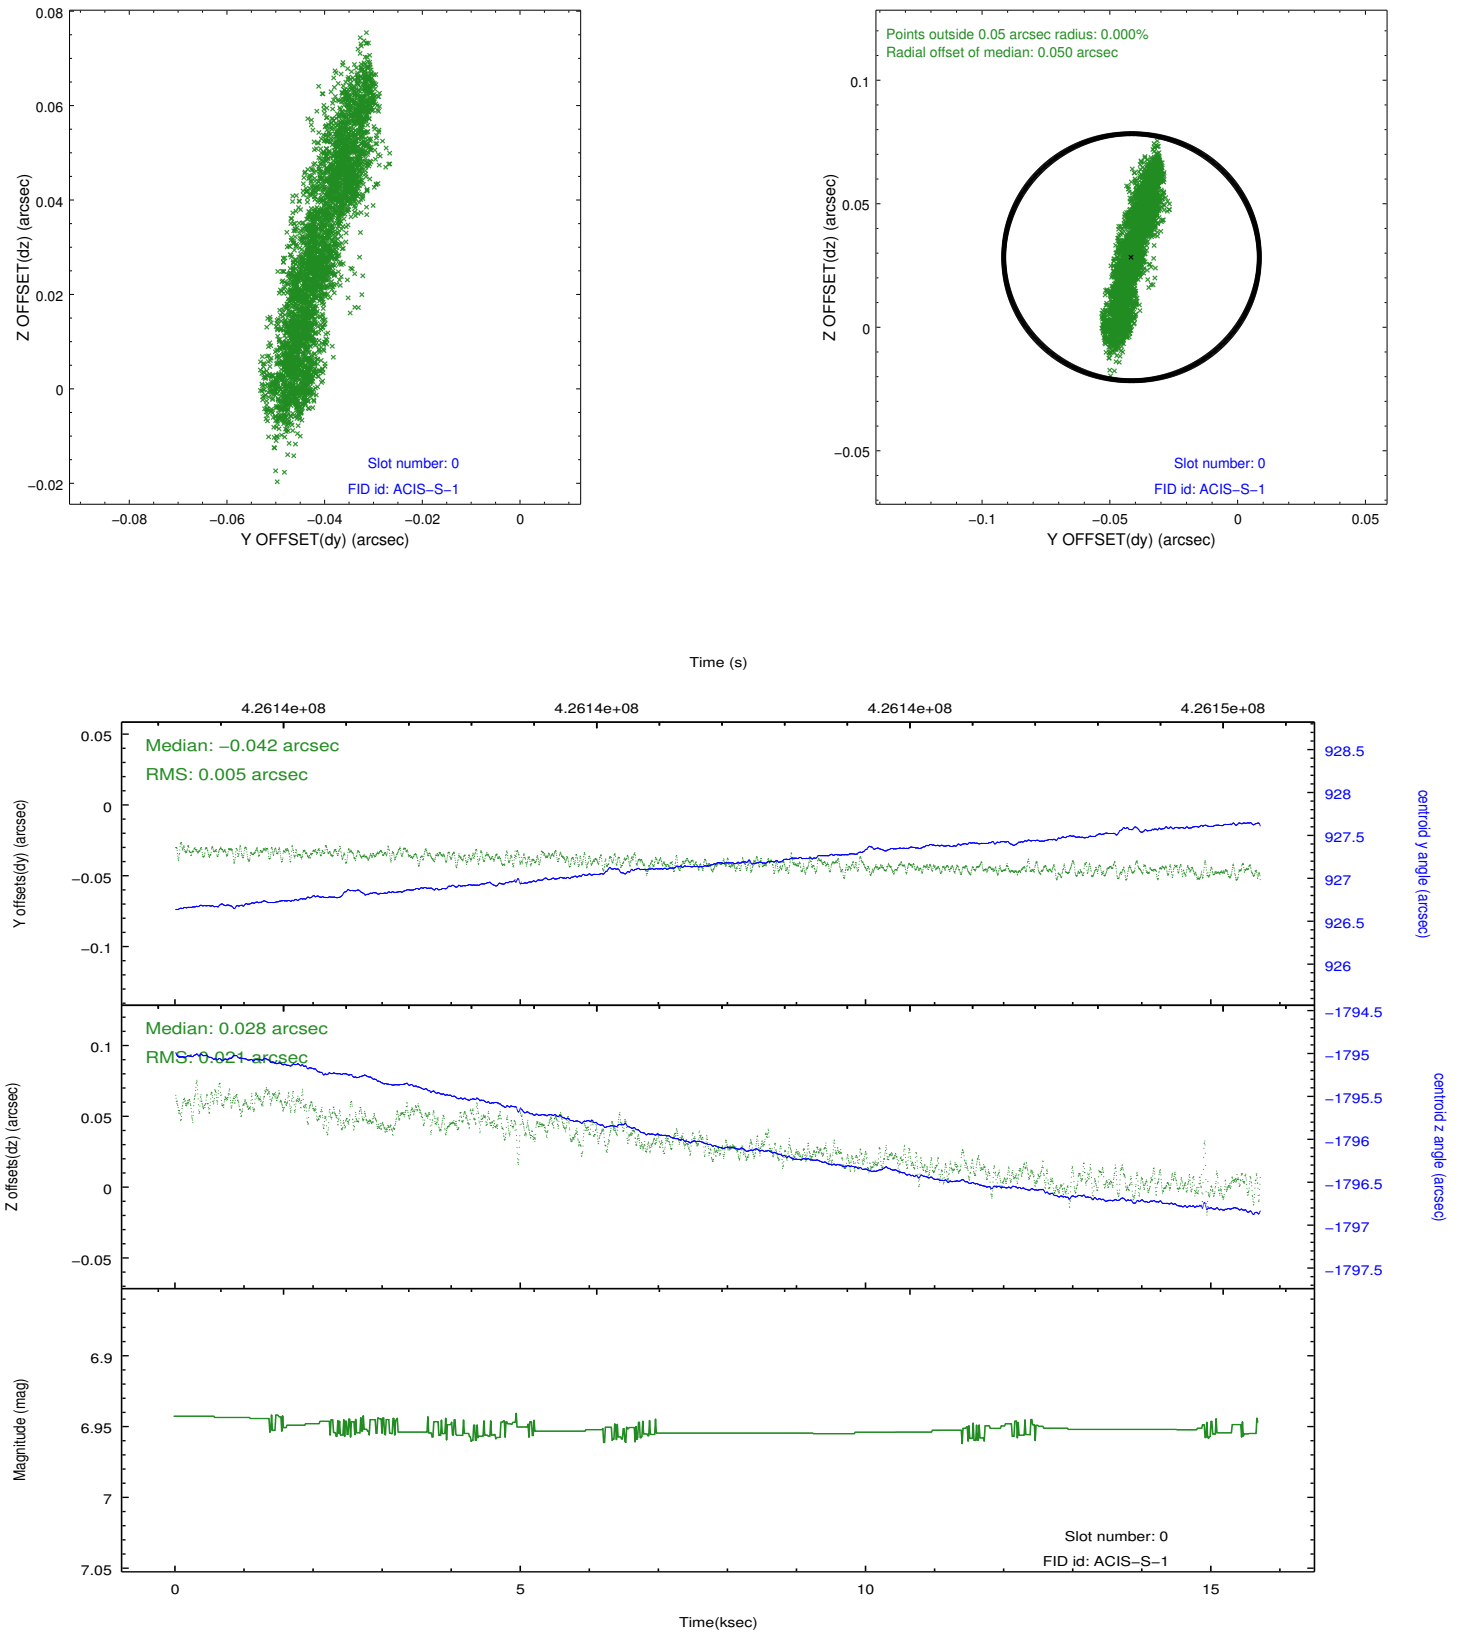 0.08
0.06
0.04
0.02
0
−0.02
Z OFFSET(dz) (arcsec)
Slot number: 0
FID id: ACIS−S−1
−0.08
−0.06
−0.04
−0.02
0
Y OFFSET(dy) (arcsec)
Points outside 0.05 arcsec radius: 0.000%
Radial offset of median: 0.050 arcsec
0.1
0.05
0
−0.05
Z OFFSET(dz) (arcsec)
Slot number: 0
FID id: ACIS−S−1
−0.1
−0.05
0
0.05
Y OFFSET(dy) (arcsec)
Time (s)
4.2614e+08
4.2614e+08
4.2614e+08
4.2615e+08
Median: −0.042 arcsec
RMS: 0.005 arcsec
0.05
0
−0.05
−0.1
Y offsets(dy) (arcsec)
928.5
928
927.5
927
926.5
926
centroid y angle (arcsec)
Median: 0.028 arcsec
RMS: 0.021 arcsec
0.1
0.05
0
−0.05
Z offsets(dz) (arcsec)
−1794.5
−1795
−1795.5
−1796
−1796.5
−1797
−1797.5
centroid z angle (arcsec)
6.9
6.95
7
7.05
Magnitude (mag)
Slot number: 0
FID id: ACIS−S−1
0
5
10
15
Time(ksec)